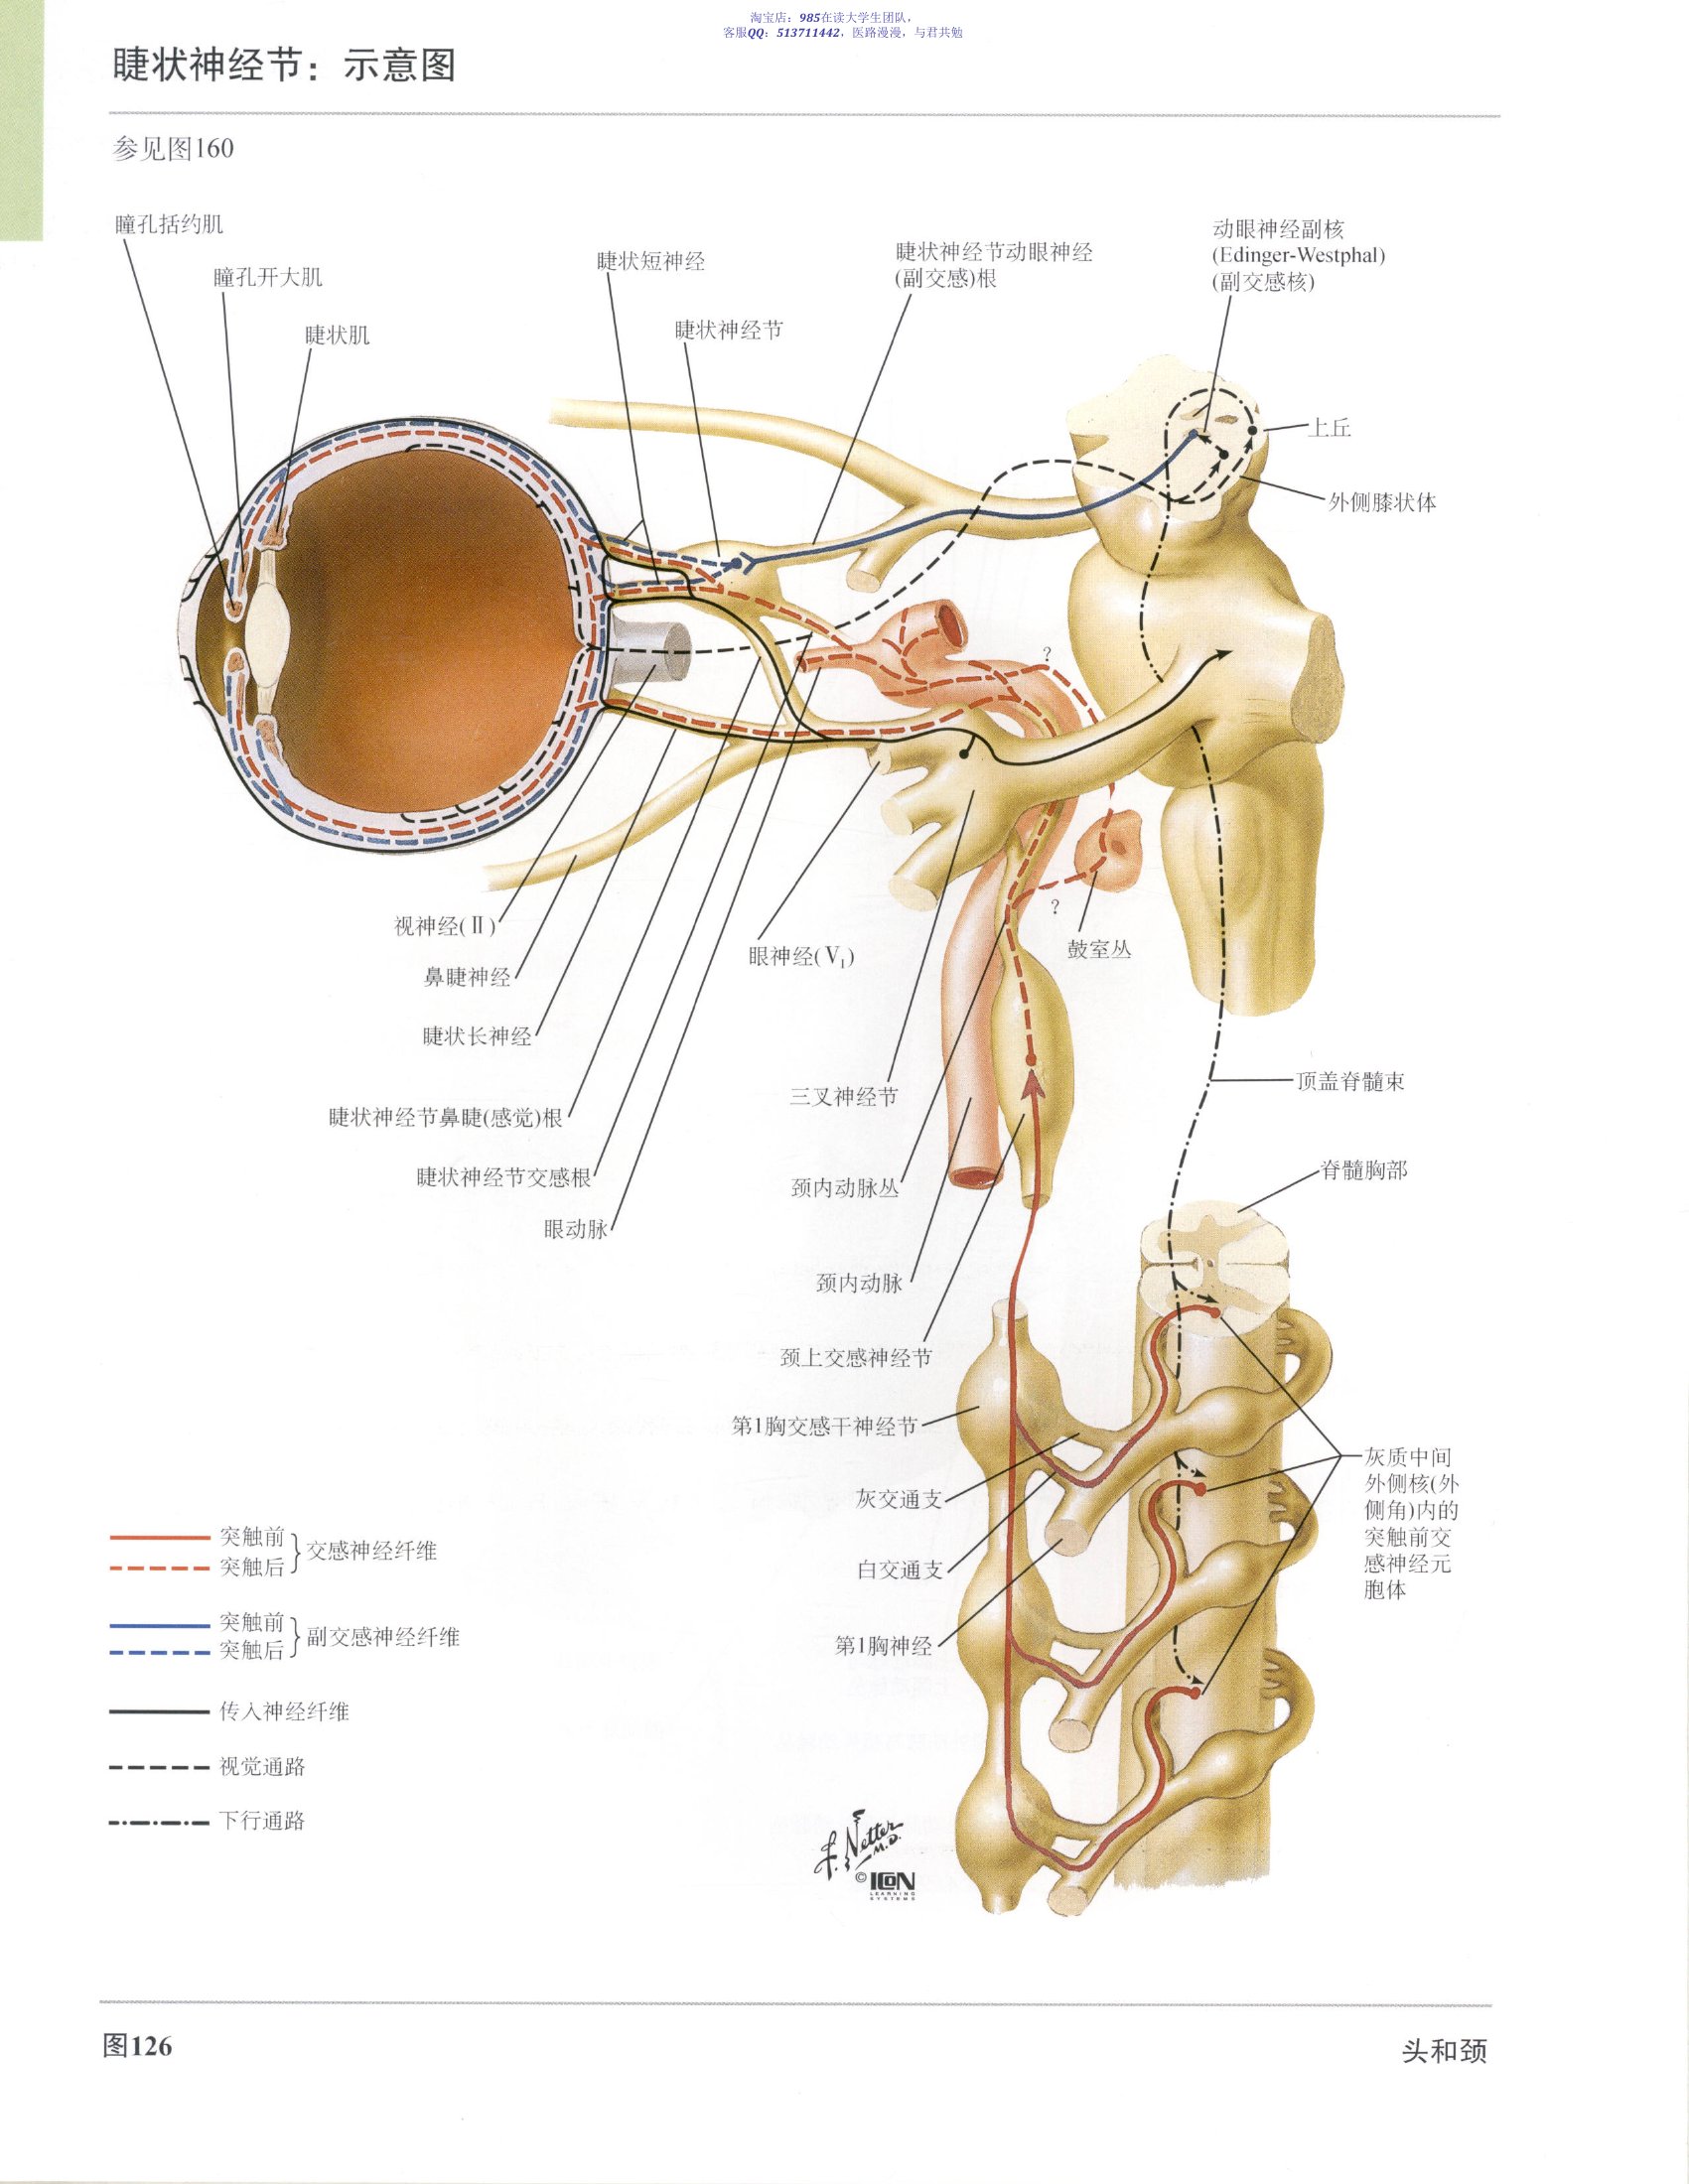 淘宝店：985在读大学生团队，
客服QQ：513711442，医路漫漫，与君共勉
睫状神经节：示意图
参见图160
瞳孔括约肌
瞳孔开大肌
睫状肌
睫状短神经
睫状神经节
睫状神经节动眼神经
(副交感)根
动眼神经副核
(Edinger-Westphal)
(副交感核)
上丘
外侧膝状体
?
?
视神经(Ⅱ)
鼻睫神经
睫状长神经
睫状神经节鼻睫(感觉)根
睫状神经节交感根
眼动脉
眼神经(V₁)
鼓室丛
三叉神经节
颈内动脉丛
颈内动脉
颈上交感神经节
顶盖脊髓束
脊髓胸部
第1胸交感干神经节
灰交通支
白交通支
第1胸神经
灰质中间
外侧核(外
侧角)内的
突触前交
感神经元
胞体
突触前
突触后
交感神经纤维
突触前
突触后
副交感神经纤维
传入神经纤维
视觉通路
下行通路
F. Netter
M.D.
© ICON
LEARNING
SYSTEMS
图126
头和颈